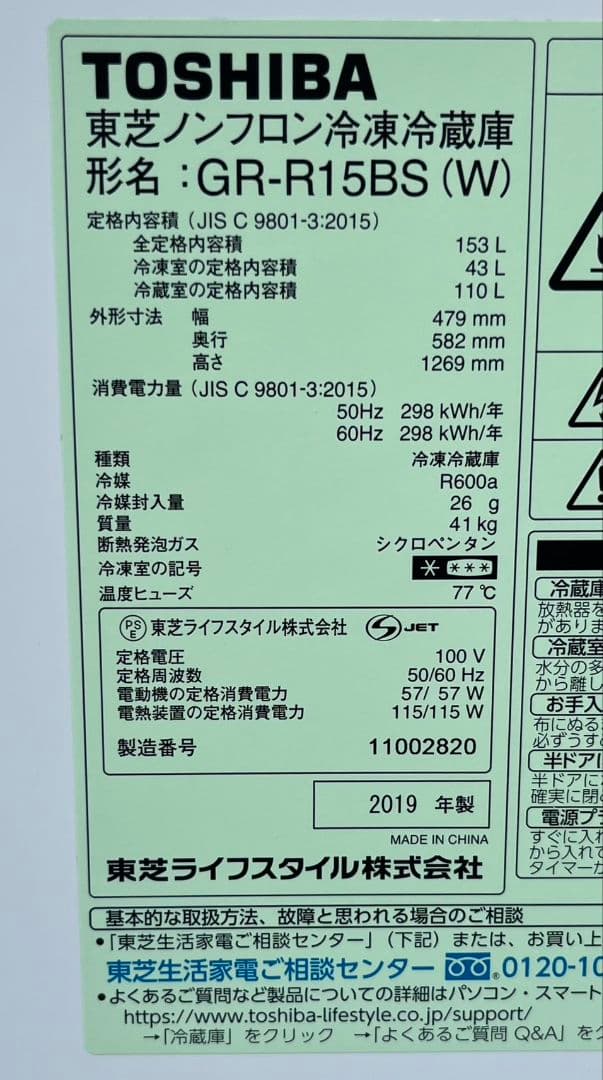 TOSHIBA
東芝ノンフロン冷凍冷蔵庫
形名：GR-R15BS (W)
定格内容積 (JIS C 9801-3:2015)
全定格内容積 153 L
冷凍室の定格内容積 43 L
冷蔵室の定格内容積 110 L
外形寸法 幅 479 mm
奥行 582 mm
高さ 1269 mm
消費電力量 (JIS C 9801-3:2015)
50Hz 298 kWh/年
60Hz 298 kWh/年
種類 冷凍冷蔵庫
冷媒 R600a
冷媒封入量 26 g
質量 41 kg
断熱発泡ガス シクロペンタン
冷凍室の記号 * ***
温度ヒューズ 77 ℃
PSE 東芝ライフスタイル株式会社 JET
定格電圧 100 V
定格周波数 50/60 Hz
電動機の定格消費電力 57/ 57 W
電熱装置の定格消費電力 115/115 W
製造番号 11002820
2019 年製
MADE IN CHINA
東芝ライフスタイル株式会社
冷蔵庫
放熱器を
がありま
冷蔵室
水分の多
から離し
お手入
布にぬる
必ずうす
半ドアに
半ドアに
確実に閉
電源プ
すぐに入れ
から入れて
タイマーが
基本的な取扱方法、故障と思われる場合のご相談
•「東芝生活家電ご相談センター」（下記）または、お買い上
東芝生活家電ご相談センター 0120-10
•よくあるご質問など製品についての詳細はパソコン・スマート
https://www.toshiba-lifestyle.co.jp/support/
→「冷蔵庫」をクリック →「よくあるご質問 Q&A」をク